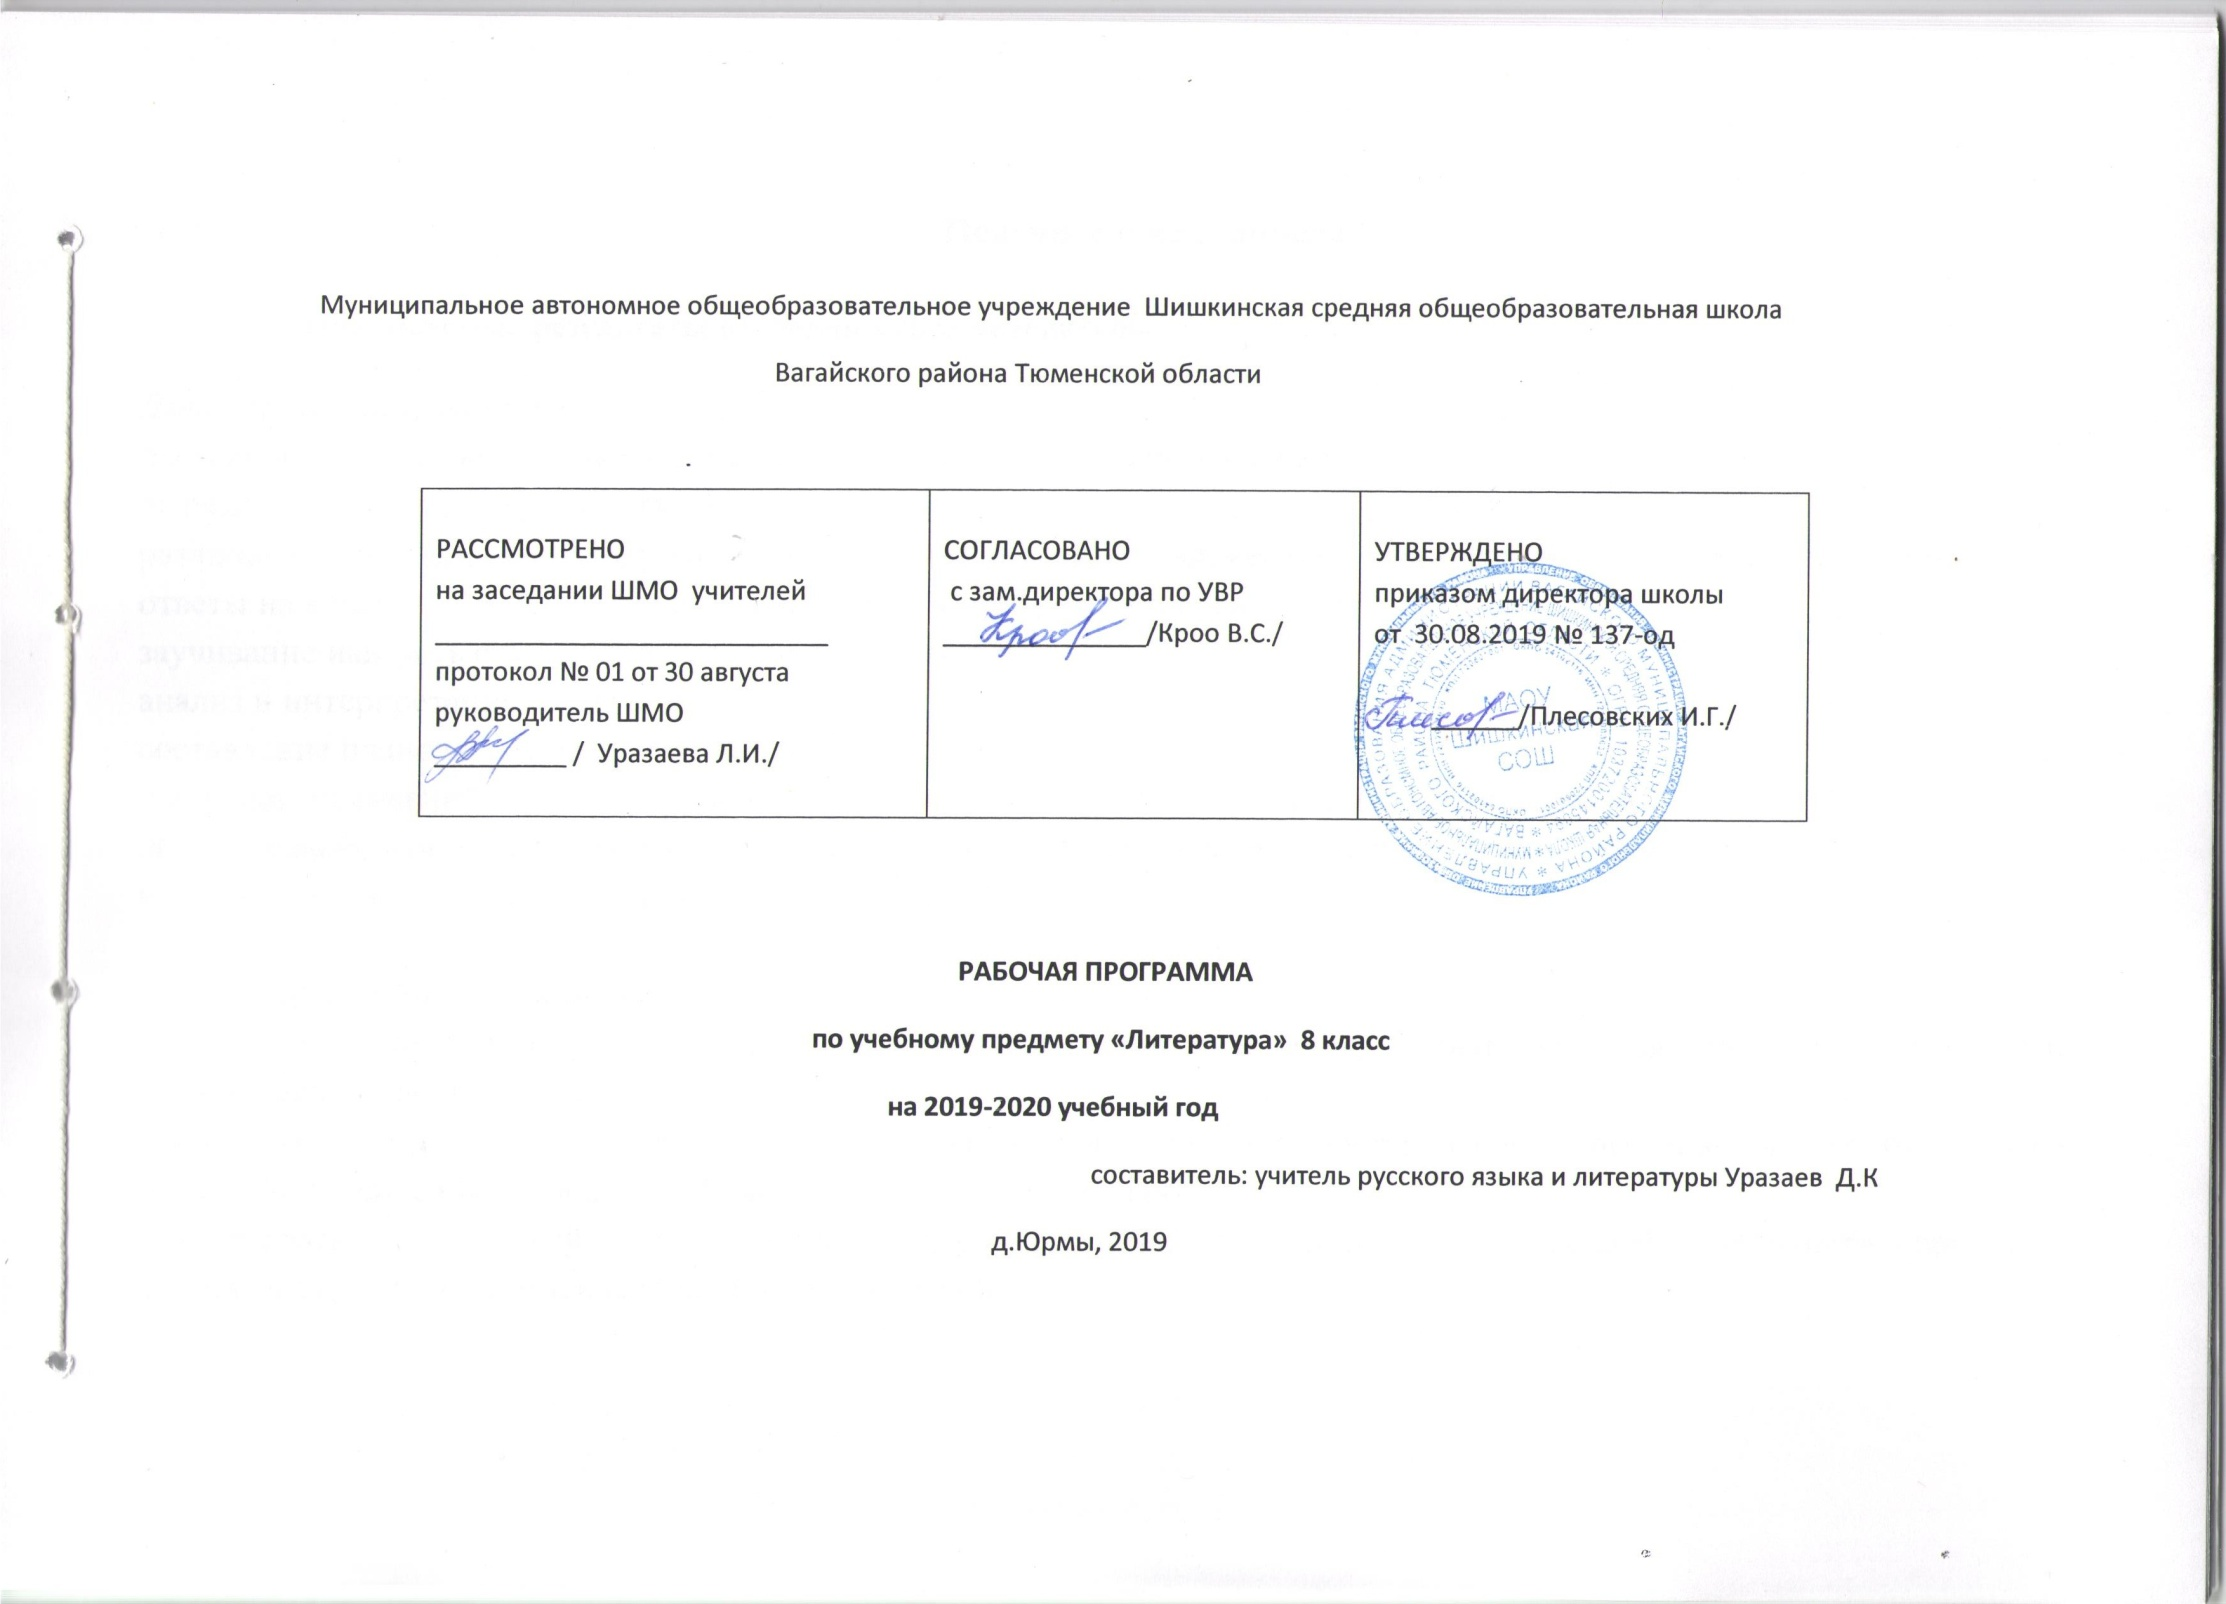 Муниципальное автономное общеобразовательное учреждение Шишкинская средняя общеобразовательная школа
Вагайского района Тюменской области
РАССМОТРЕНО
на заседании ШМО учителей
протокол № 01 от 30 августа
руководитель ШМО
/ Уразаева Л.И./
СОГЛАСОВАНО
с зам.директора по УВР
/Кроо В.С./
УТВЕРЖДЕНО
приказом директора школы
от 30.08.2019 № 137-од
/Плесовских И.Г./
МАОУ
Шишкинская
СОШ
РАБОЧАЯ ПРОГРАММА
по учебному предмету «Литература» 8 класс
на 2019-2020 учебный год
составитель: учитель русского языка и литературы Уразаев Д.К
д.Юрмы, 2019